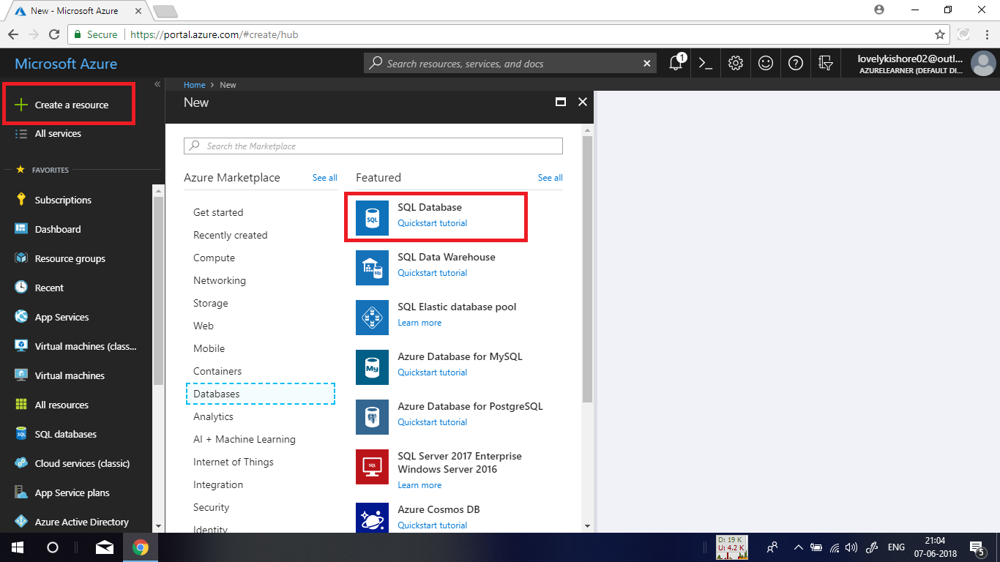 New - Microsoft Azure
Secure
https://portal.azure.com/#create/hub
Microsoft Azure
Search resources, services, and docs
1
lovelykishore02@outl...
AZURELEARNER (DEFAULT DI...
Create a resource
All services
FAVORITES
Subscriptions
Dashboard
Resource groups
Recent
App Services
Virtual machines (class...
Virtual machines
All resources
SQL databases
Cloud services (classic)
App Service plans
Azure Active Directory
Home > New
New
Search the Marketplace
Azure Marketplace
See all
Get started
Recently created
Compute
Networking
Storage
Web
Mobile
Containers
Databases
Analytics
AI + Machine Learning
Internet of Things
Integration
Security
Identity
Featured
See all
SQL
SQL Database
Quickstart tutorial
SQL
SQL Data Warehouse
Quickstart tutorial
SQL Elastic database pool
Learn more
My
Azure Database for MySQL
Quickstart tutorial
Azure Database for PostgreSQL
Quickstart tutorial
SQL
SQL Server 2017 Enterprise
Windows Server 2016
Learn more
Azure Cosmos DB
Quickstart tutorial
D: 19 K
U: 4.2 K
ENG
21:04
07-06-2018
5